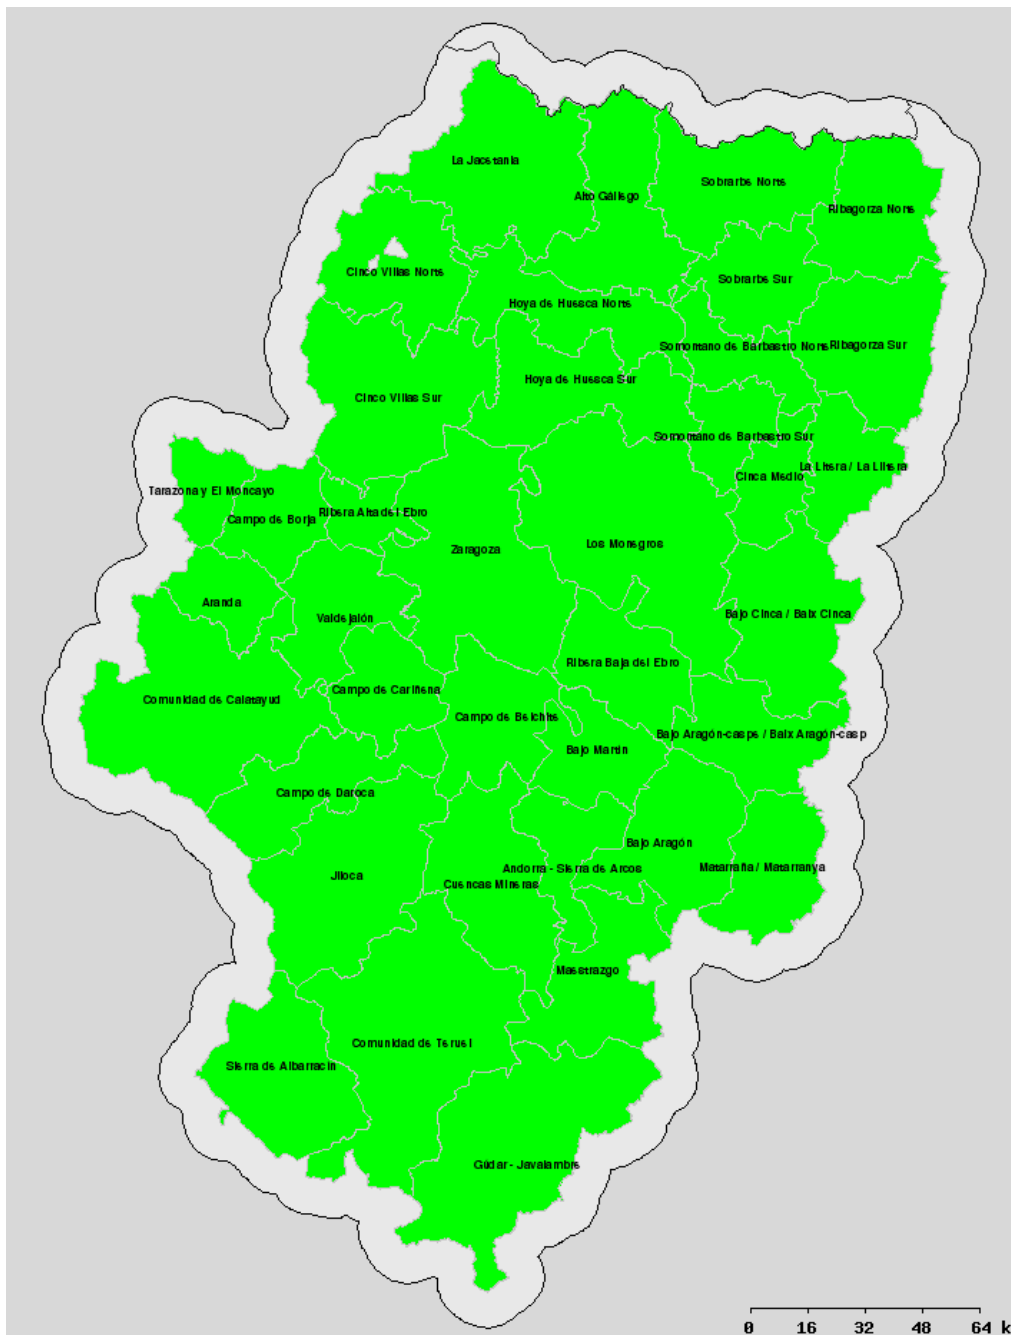 La Jacetania
Alto Gállego
Sobrarbe Norte
Ribagorza Norte
Cinco Villas Norte
Sobrarbe Sur
Hoya de Huesca Norte
Somontano de Barbastro Norte
Ribagorza Sur
Hoya de Huesca Sur
Cinco Villas Sur
Somontano de Barbastro Sur
La Litera / La Llitera
Cinca Medio
Tarazona y El Moncayo
Ribera Alta del Ebro
Campo de Borja
Zaragoza
Los Monegros
Aranda
Valdejalón
Bajo Cinca / Baix Cinca
Ribera Baja del Ebro
Campo de Cariñena
Comunidad de Calatayud
Campo de Belchite
Bajo Aragón-caspe / Baix Aragón-casp
Bajo Martín
Campo de Daroca
Bajo Aragón
Andorra - Sierra de Arcos
Matarraña / Matarranya
Jiloca
Cuencas Mineras
Maestrazgo
Comunidad de Teruel
Sierra de Albarracín
Gúdar - Javalambre
0 16 32 48 64 k